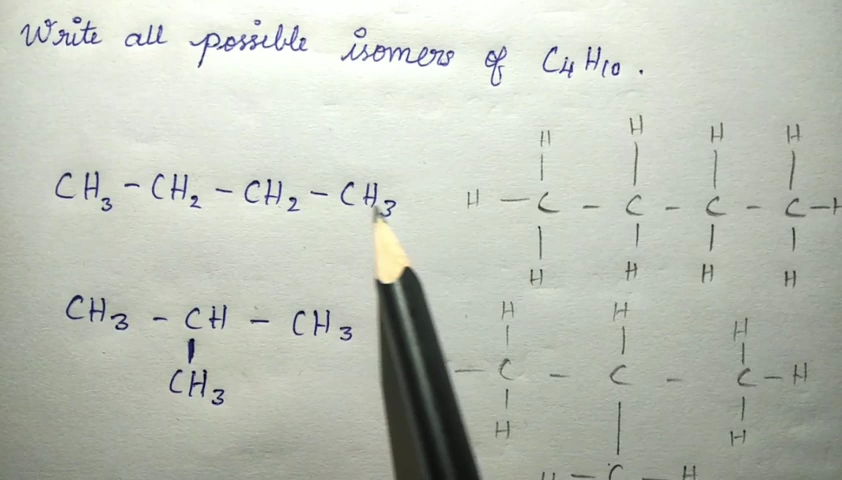 Write all possible isomers of C₄H₁₀.
CH₃ – CH₂ – CH₂ – CH₃
H H H H
H – C – C – C – C – H
H H H H
CH₃ – CH – CH₃
CH₃
H H H
– C – C – C – H
H H
H – C – H